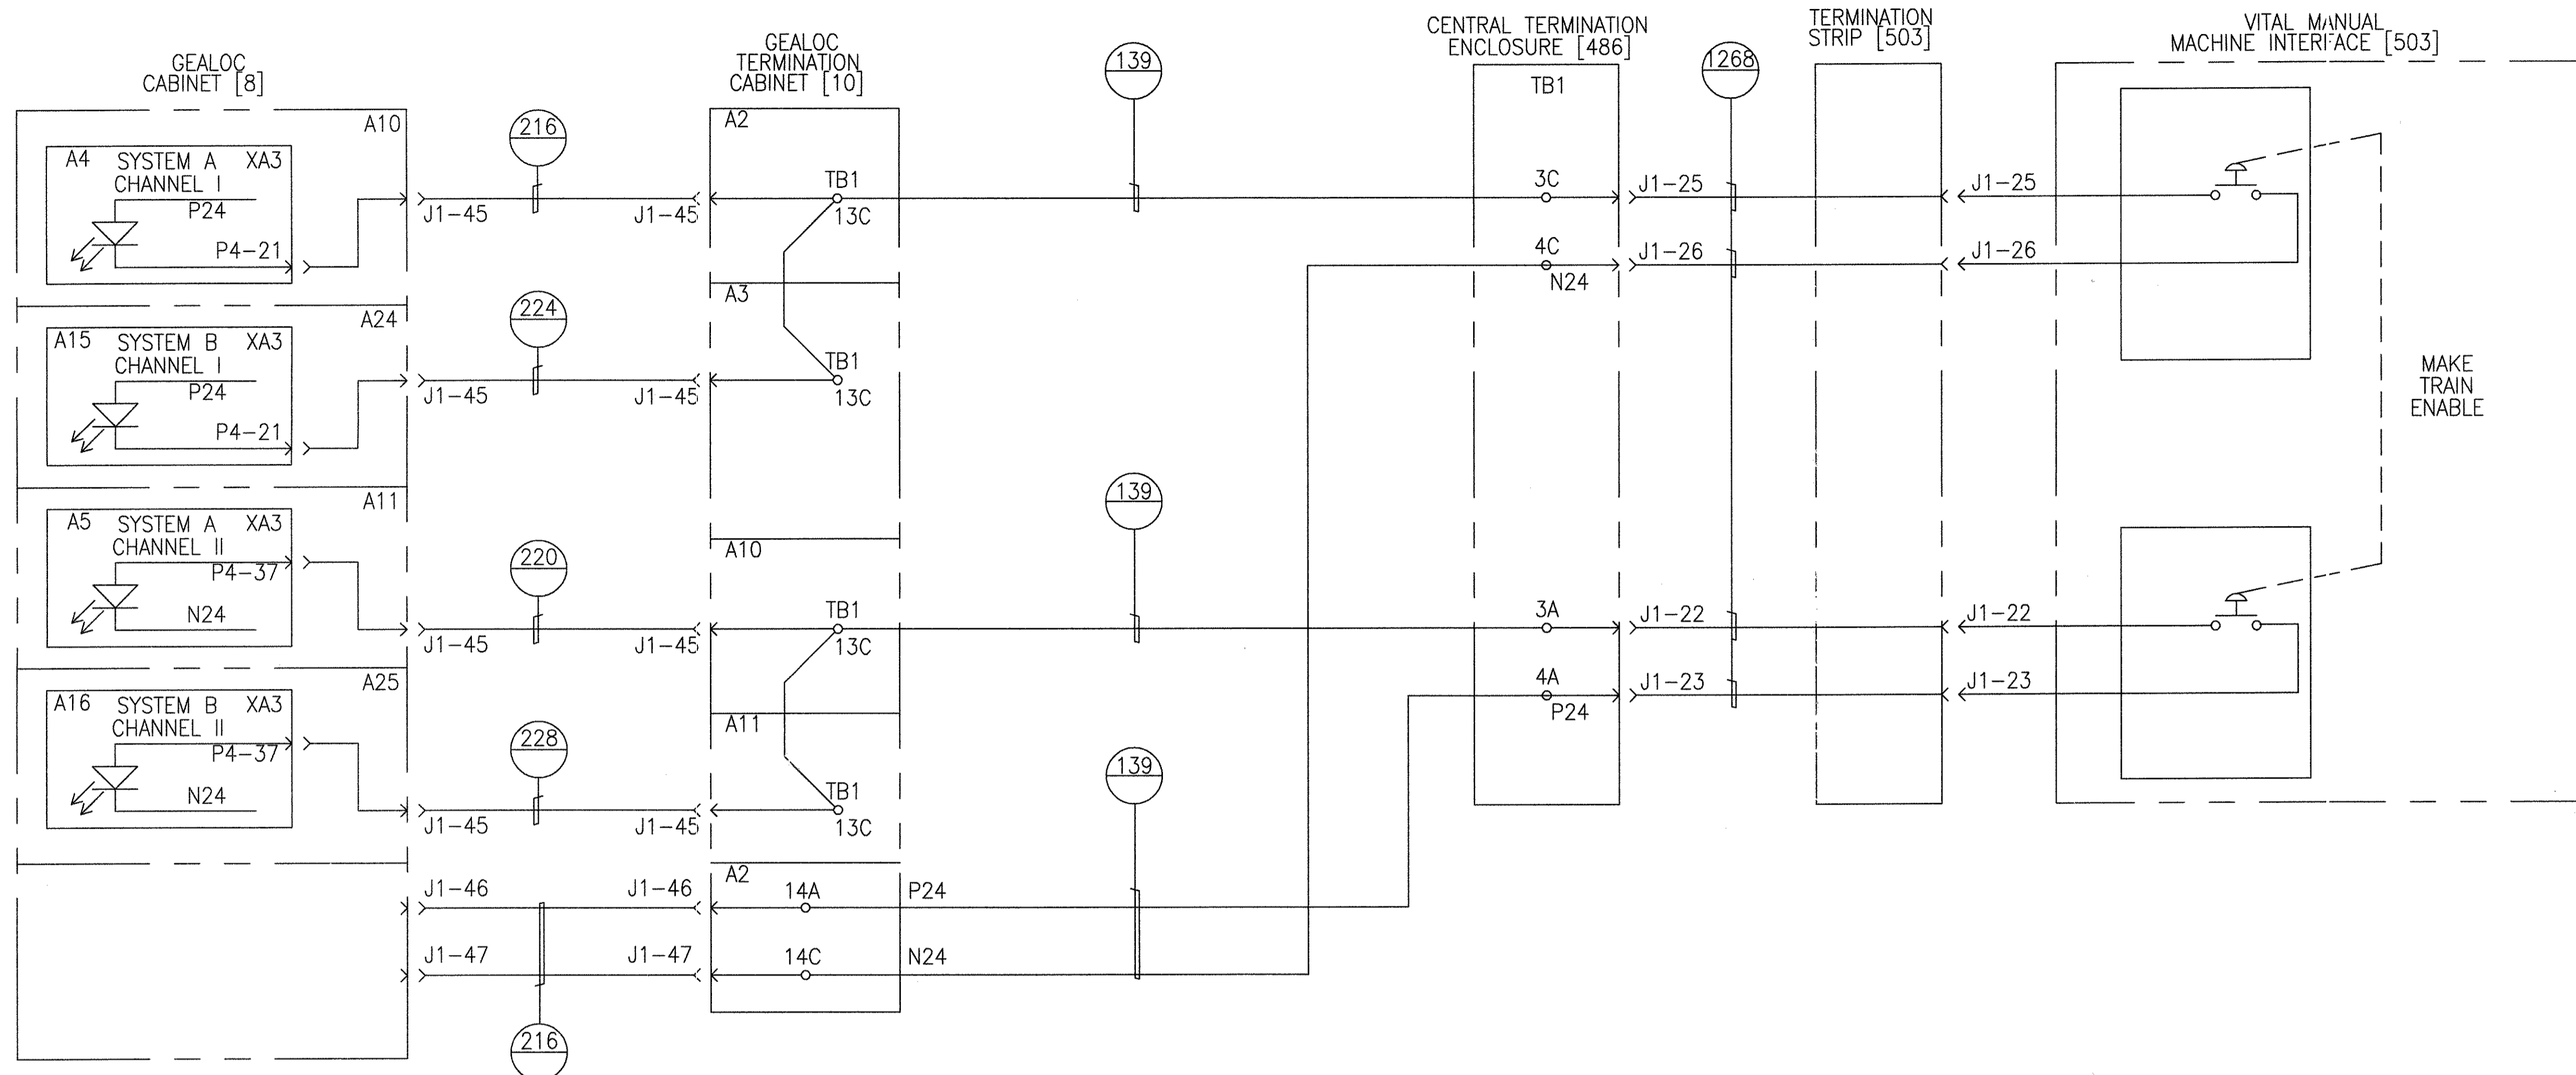 GEALOC
CABINET [8]
GEALOC
TERMINATION
CABINET [10]
139
CENTRAL TERMINATION
ENCLOSURE [486]
1268
TERMINATION
STRIP [503]
VITAL MANUAL
MACHINE INTERFACE [503]
A10
A4 SYSTEM A XA3
CHANNEL I
P24
P4-21
216
J1-45
J1-45
A2
TB1
13C
TB1
3C
J1-25
J1-25
4C
N24
J1-26
J1-26
A24
A15 SYSTEM B XA3
CHANNEL I
P24
P4-21
224
J1-45
J1-45
A3
TB1
13C
MAKE
TRAIN
ENABLE
A11
A5 SYSTEM A XA3
CHANNEL II
P4-37
N24
220
J1-45
J1-45
A10
TB1
13C
139
3A
J1-22
J1-22
4A
P24
J1-23
J1-23
A25
A16 SYSTEM B XA3
CHANNEL II
P4-37
N24
228
J1-45
J1-45
A11
TB1
13C
139
J1-46
J1-46
A2
14A
P24
J1-47
J1-47
14C
N24
216